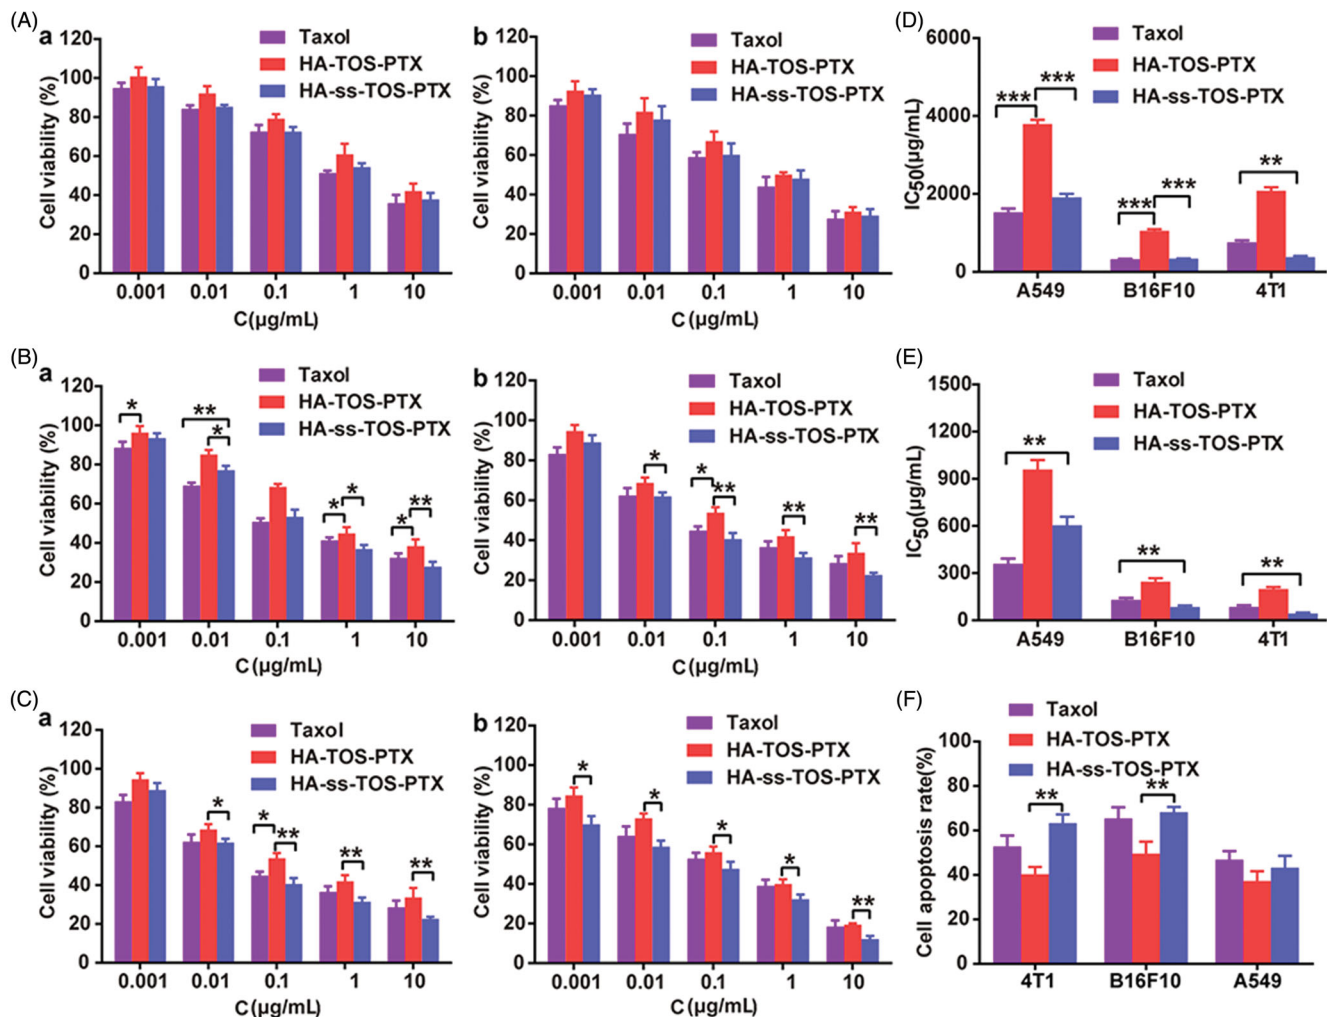 (A)
a
Taxol
HA-TOS-PTX
HA-ss-TOS-PTX
Cell viability (%)
120
100
80
60
40
20
0
0.001 0.01 0.1 1 10
C(μg/mL)
b
Taxol
HA-TOS-PTX
HA-ss-TOS-PTX
Cell viability (%)
120
100
80
60
40
20
0
0.001 0.01 0.1 1 10
C(μg/mL)
(D)
Taxol
HA-TOS-PTX
HA-ss-TOS-PTX
IC50(μg/mL)
6000
4000
2000
0
*** ***
*** ***
**
A549 B16F10 4T1
(B)
a
Taxol
HA-TOS-PTX
HA-ss-TOS-PTX
Cell viability (%)
120
100
80
60
40
20
0
*
** *
* *
* **
0.001 0.01 0.1 1 10
C(μg/mL)
b
Taxol
HA-TOS-PTX
HA-ss-TOS-PTX
Cell viability (%)
120
100
80
60
40
20
0
*
* **
**
**
0.001 0.01 0.1 1 10
C(μg/mL)
(E)
Taxol
HA-TOS-PTX
HA-ss-TOS-PTX
IC50(μg/mL)
1500
1200
900
600
300
0
**
**
**
A549 B16F10 4T1
(C)
a
Taxol
HA-TOS-PTX
HA-ss-TOS-PTX
Cell viability (%)
120
100
80
60
40
20
0
*
* **
**
**
0.001 0.01 0.1 1 10
C(μg/mL)
b
Taxol
HA-TOS-PTX
HA-ss-TOS-PTX
Cell viability (%)
120
100
80
60
40
20
0
*
*
*
*
**
0.001 0.01 0.1 1 10
C(μg/mL)
(F)
Taxol
HA-TOS-PTX
HA-ss-TOS-PTX
Cell apoptosis rate(%)
100
80
60
40
20
0
**
**
4T1 B16F10 A549